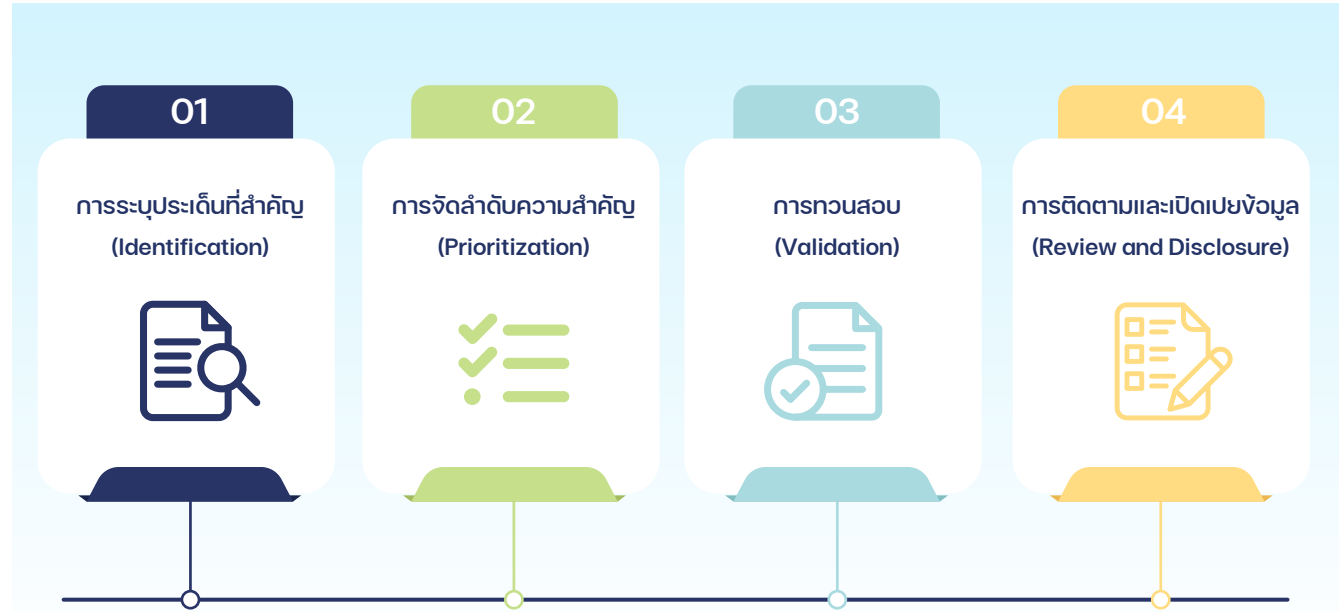 01
การระบุประเด็นที่สำคัญ
(Identification)
02
การจัดลำดับความสำคัญ
(Prioritization)
03
การทวนสอบ
(Validation)
04
การติดตามและเปิดเปยข้อมูล
(Review and Disclosure)